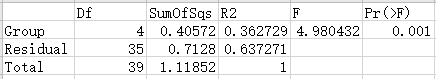 Df SumOfSqs R2 F Pr(>F)
Group 4 0.40572 0.362729 4.980432 0.001
Residual 35 0.7128 0.637271
Total 39 1.11852 1